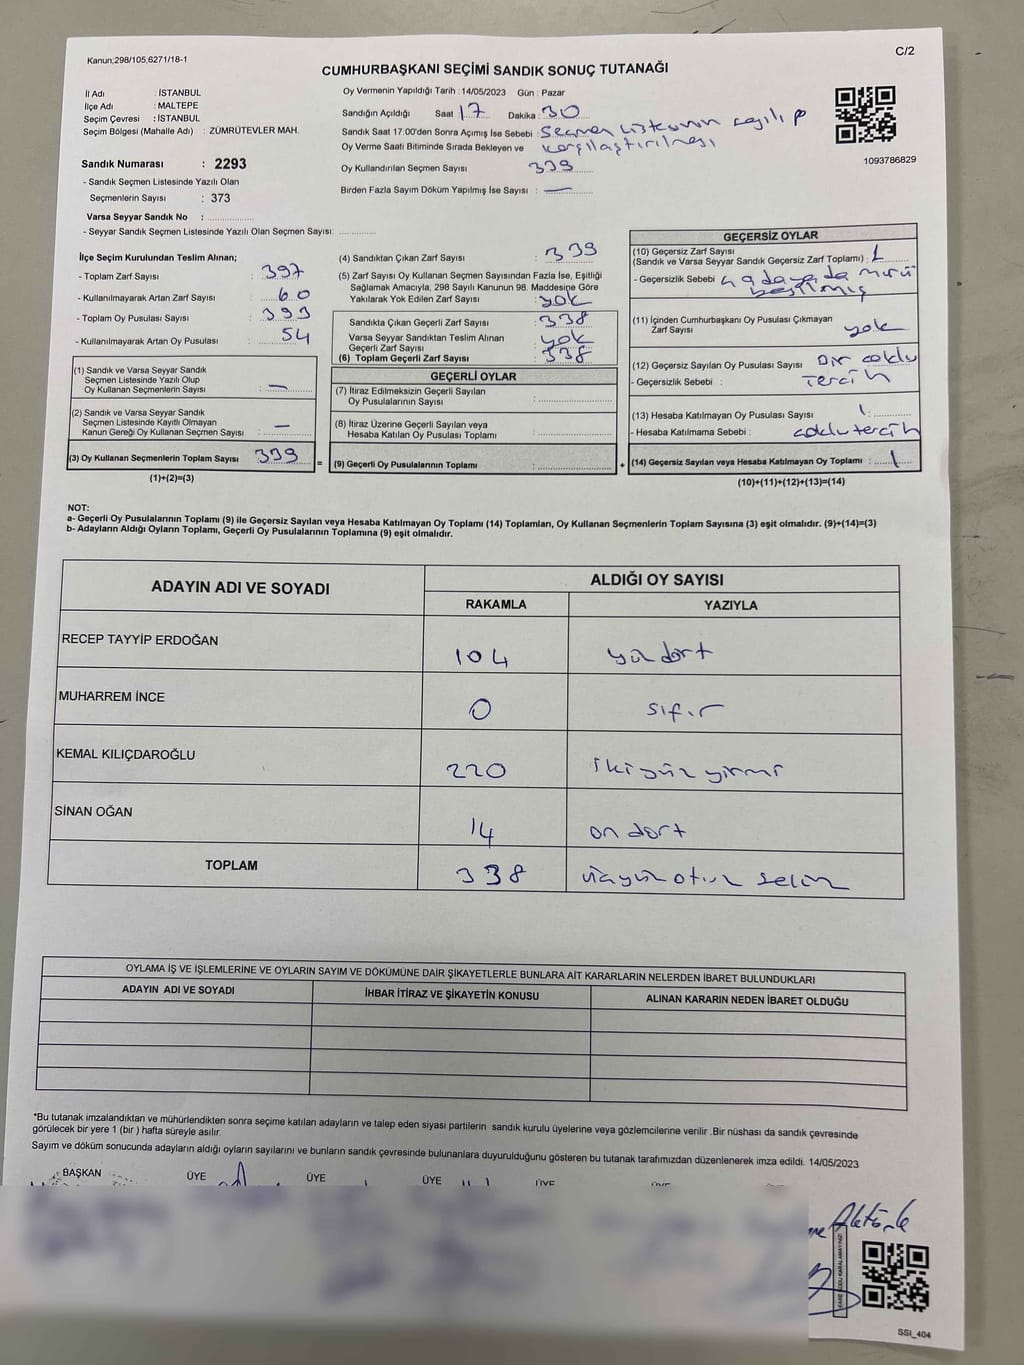 Kanun;298/105,6271/18-1
C/2
CUMHURBAŞKANI SEÇİMİ SANDIK SONUÇ TUTANAĞI
İl Adı : İSTANBUL
İlçe Adı : MALTEPE
Seçim Çevresi : İSTANBUL
Seçim Bölgesi (Mahalle Adı) : ZÜMRÜTEVLER MAH.
Sandık Numarası : 2293
- Sandık Seçmen Listesinde Yazılı Olan
Seçmenlerin Sayısı : 373
Varsa Seyyar Sandık No :
- Seyyar Sandık Seçmen Listesinde Yazılı Olan Seçmen Sayısı:
Oy Vermenin Yapıldığı Tarih : 14/05/2023 Gün : Pazar
Sandığın Açıldığı Saat 17 Dakika : 30
Sandık Saat 17:00'den Sonra Açımış İse Sebebi : Seçmen Listesinin sayılıp
Oy Verme Saati Bitiminde Sırada Bekleyen ve karşılaştırılması
Oy Kullandırılan Seçmen Sayısı 339
Birden Fazla Sayım Döküm Yapılmış İse Sayısı : —
1093786829
İlçe Seçim Kurulundan Teslim Alınan;
- Toplam Zarf Sayısı : 397
- Kullanılmayarak Artan Zarf Sayısı : 60
- Toplam Oy Pusulası Sayısı : 393
- Kullanılmayarak Artan Oy Pusulası : 54
(1) Sandık ve Varsa Seyyar Sandık
Seçmen Listesinde Yazılı Olup
Oy Kullanan Seçmenlerin Sayısı : —
(2) Sandık ve Varsa Seyyar Sandık
Seçmen Listesinde Kayıtlı Olmayan
Kanun Gereği Oy Kullanan Seçmen Sayısı : —
(3) Oy Kullanan Seçmenlerin Toplam Sayısı 339
(1)+(2)=(3)
(4) Sandıktan Çıkan Zarf Sayısı : 339
(5) Zarf Sayısı Oy Kullanan Seçmen Sayısından Fazla İse, Eşitliği
Sağlamak Amacıyla; 298 Sayılı Kanunun 98. Maddesine Göre
Yakılarak Yok Edilen Zarf Sayısı : yok
Sandıkta Çıkan Geçerli Zarf Sayısı : 338
Varsa Seyyar Sandıktan Teslim Alınan
Geçerli Zarf Sayısı : yok
(6) Toplam Geçerli Zarf Sayısı : 338
GEÇERLİ OYLAR
(7) İtiraz Edilmeksizin Geçerli Sayılan
Oy Pusulalarının Sayısı :
(8) İtiraz Üzerine Geçerli Sayılan veya
Hesaba Katılan Oy Pusulası Toplamı :
= (9) Geçerli Oy Pusulalarının Toplamı : +
GEÇERSİZ OYLAR
(10) Geçersiz Zarf Sayısı
(Sandık ve Varsa Seyyar Sandık Geçersiz Zarf Toplamı) : 1
- Geçersizlik Sebebi : 4 adaya da mürü
basılmış
(11) İçinden Cumhurbaşkanı Oy Pusulası Çıkmayan
Zarf Sayısı yok
(12) Geçersiz Sayılan Oy Pusulası Sayısı : Bir çoklu
- Geçersizlik Sebebi : Tercih
(13) Hesaba Katılmayan Oy Pusulası Sayısı 1
- Hesaba Katılmama Sebebi : çoklu tercih
(14) Geçersiz Sayılan veya Hesaba Katılmayan Oy Toplamı : 1
(10)+(11)+(12)+(13)=(14)
NOT:
a- Geçerli Oy Pusulalarının Toplamı (9) ile Geçersiz Sayılan veya Hesaba Katılmayan Oy Toplamı (14) Toplamları, Oy Kullanan Seçmenlerin Toplam Sayısına (3) eşit olmalıdır. (9)+(14)=(3)
b- Adayların Aldığı Oyların Toplamı, Geçerli Oy Pusulalarının Toplamına (9) eşit olmalıdır.
ADAYIN ADI VE SOYADI
ALDIĞI OY SAYISI
RAKAMLA YAZIYLA
RECEP TAYYİP ERDOĞAN 104 yüz dört
MUHARREM İNCE 0 sıfır
KEMAL KILIÇDAROĞLU 220 ikiyüz yirmi
SİNAN OĞAN 14 on dört
TOPLAM 338 üçyüz otuz sekiz
OYLAMA İŞ VE İŞLEMLERİNE VE OYLARIN SAYIM VE DÖKÜMÜNE DAİR ŞİKAYETLERLE BUNLARA AİT KARARLARIN NELERDEN İBARET BULUNDUKLARI
ADAYIN ADI VE SOYADI İHBAR İTİRAZ VE ŞİKAYETİN KONUSU ALINAN KARARIN NEDEN İBARET OLDUĞU
*Bu tutanak imzalandıktan ve mühürlendikten sonra seçime katılan adayların ve talep eden siyasi partilerin sandık kurulu üyelerine veya gözlemcilerine verilir .Bir nüshası da sandık çevresinde
görülecek bir yere 1 (bir ) hafta süreyle asılır.
Sayım ve döküm sonucunda adayların aldığı oyların sayılarını ve bunların sandık çevresinde bulunanlara duyurulduğunu gösteren bu tutanak tarafımızdan düzenlenerek imza edildi. 14/05/2023
BAŞKAN ÜYE ÜYE ÜYE ÜYE
SSI_404